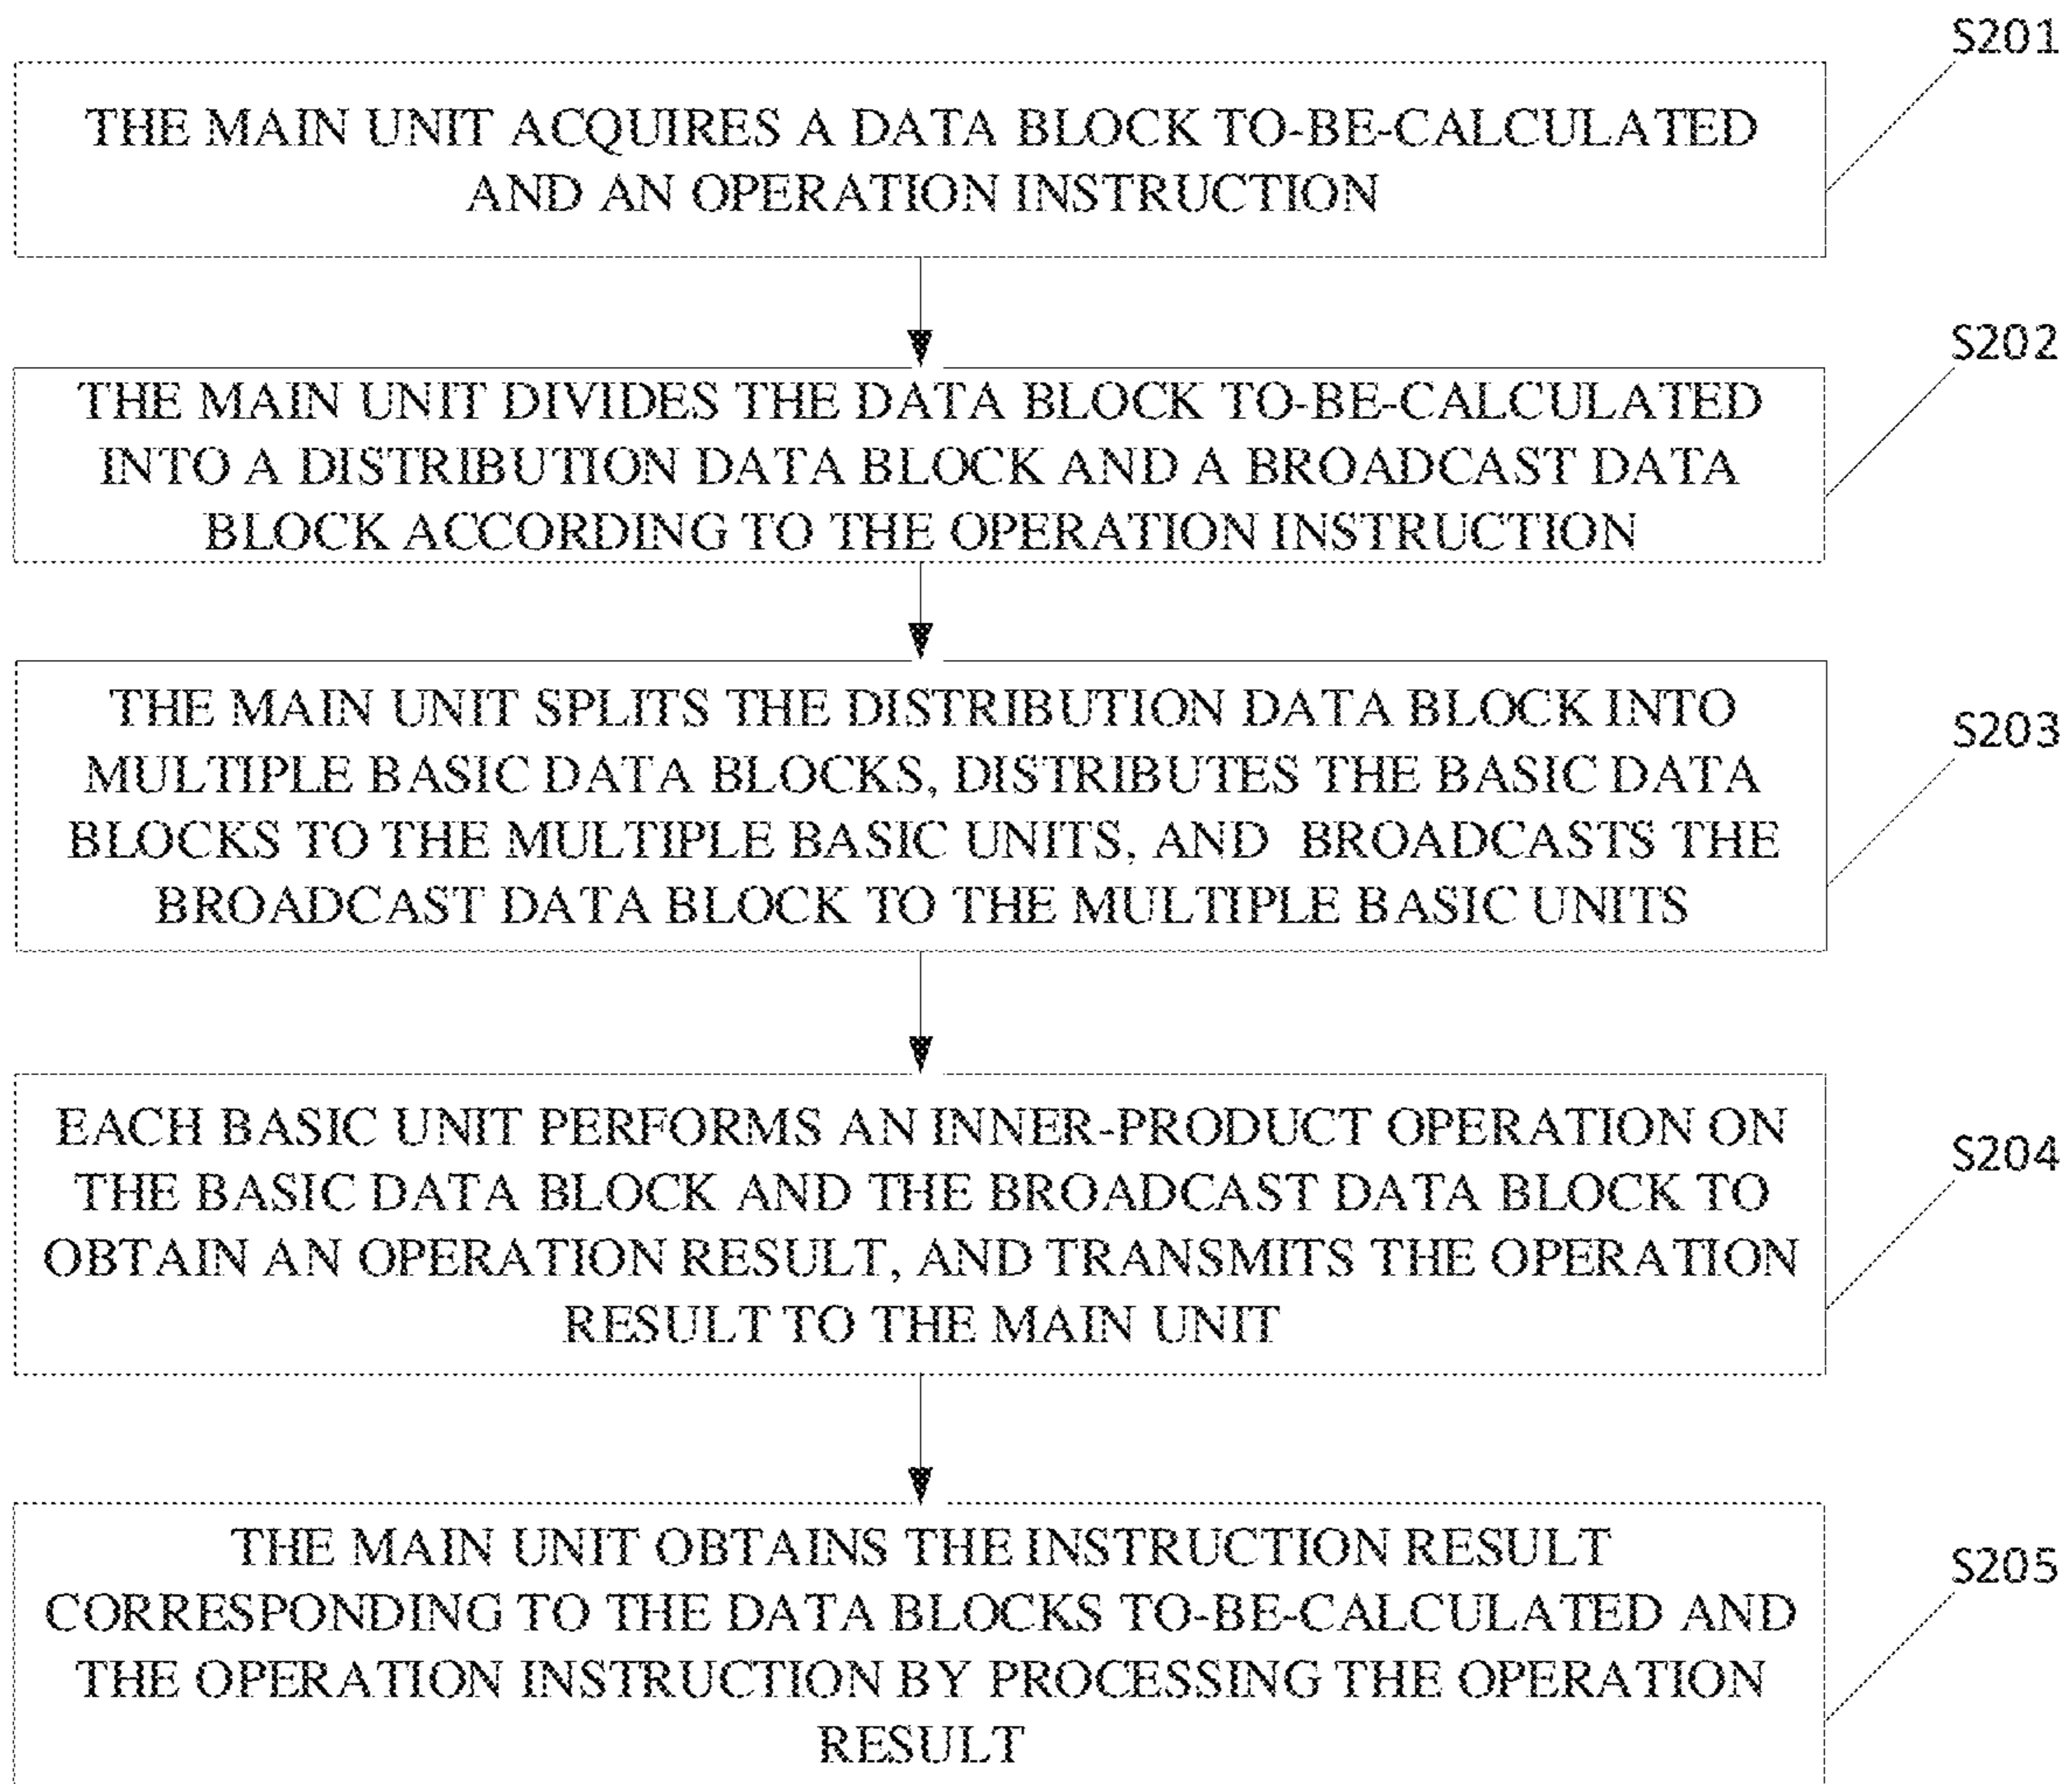 S201
THE MAIN UNIT ACQUIRES A DATA BLOCK TO-BE-CALCULATED
AND AN OPERATION INSTRUCTION
S202
THE MAIN UNIT DIVIDES THE DATA BLOCK TO-BE-CALCULATED
INTO A DISTRIBUTION DATA BLOCK AND A BROADCAST DATA
BLOCK ACCORDING TO THE OPERATION INSTRUCTION
S203
THE MAIN UNIT SPLITS THE DISTRIBUTION DATA BLOCK INTO
MULTIPLE BASIC DATA BLOCKS, DISTRIBUTES THE BASIC DATA
BLOCKS TO THE MULTIPLE BASIC UNITS, AND BROADCASTS THE
BROADCAST DATA BLOCK TO THE MULTIPLE BASIC UNITS
S204
EACH BASIC UNIT PERFORMS AN INNER-PRODUCT OPERATION ON
THE BASIC DATA BLOCK AND THE BROADCAST DATA BLOCK TO
OBTAIN AN OPERATION RESULT, AND TRANSMITS THE OPERATION
RESULT TO THE MAIN UNIT
S205
THE MAIN UNIT OBTAINS THE INSTRUCTION RESULT
CORRESPONDING TO THE DATA BLOCKS TO-BE-CALCULATED AND
THE OPERATION INSTRUCTION BY PROCESSING THE OPERATION
RESULT